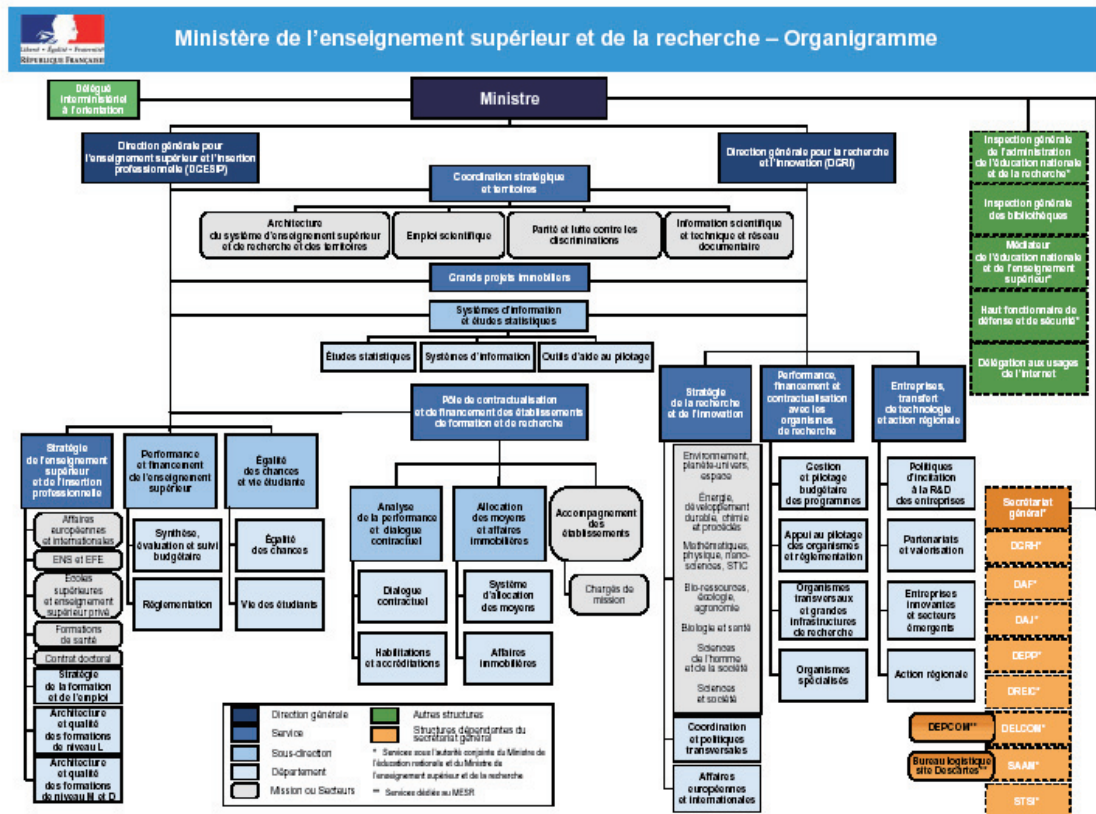 Liberté • Égalité • Fraternité
RÉPUBLIQUE FRANÇAISE
Ministère de l'enseignement supérieur et de la recherche – Organigramme
Délégué
interministériel
à l'orientation
Ministre
Direction générale pour
l'enseignement supérieur et l'insertion
professionnelle (DGESIP)
Direction générale pour la recherche
et l'innovation (DGRI)
Coordination stratégique
et territoires
Architecture
du système d'enseignement supérieur
et de recherche et des territoires
Emploi scientifique
Parité et lutte contre les
discriminations
Information scientifique
et technique et réseau
documentaire
Grands projets immobiliers
Systèmes d'information
et études statistiques
Études statistiques
Systèmes d'information
Outils d'aide au pilotage
Inspection générale
de l'administration
de l'éducation nationale
et de la recherche*
Inspection générale
des bibliothèques
Médiateur
de l'éducation nationale
et de l'enseignement
supérieur*
Haut fonctionnaire de
défense et de sécurité*
Délégation aux usages
de l'internet
Pôle de contractualisation
et de financement des établissements
de formation et de recherche
Stratégie
de l'enseignement
supérieur
et de l'insertion
professionnelle
Affaires
européennes
et internationales
ENS et EFE
Écoles
supérieures
et enseignement
supérieur privé
Formations
de santé
Contrat doctoral
Stratégie
de la formation
et de l'emploi
Architecture
et qualité
des formations
de niveau L
Architecture
et qualité
des formations
de niveau M et D
Performance
et financement
de l'enseignement
supérieur
Synthèse,
évaluation et suivi
budgétaire
Réglementation
Égalité
des chances
et vie étudiante
Égalité
des chances
Vie des étudiants
Analyse
de la performance
et dialogue
contractuel
Dialogue
contractuel
Habilitations
et accréditations
Allocation
des moyens
et affaires
immobilières
Système
d'allocation
des moyens
Affaires
immobilières
Accompagnement
des
établissements
Chargés de
mission
Stratégie
de la recherche
et de l'innovation
Environnement,
planète-univers,
espace
Énergie,
développement
durable, chimie
et procédés
Mathématiques,
physique, nano-
sciences, STIC
Bio-ressources,
écologie,
agronomie
Biologie et santé
Sciences
de l'homme
et de la société
Sciences
et société
Coordination
et politiques
transversales
Affaires
européennes
et internationales
Performance,
financement et
contractualisation
avec les
organismes
de recherche
Gestion
et pilotage
budgétaire
des programmes
Appui au pilotage
des organismes
et réglementation
Organismes
transversaux
et grandes
infrastructures
de recherche
Organismes
spécialisés
Entreprises,
transfert
de technologie
et action régionale
Politiques
d'incitation
à la R&D
des entreprises
Partenariats
et valorisation
Entreprises
innovantes
et secteurs
émergents
Action régionale
Secrétariat
général*
DGRH*
DAF*
DAJ*
DEPP*
DREIC*
DELCOM*
SAAM*
STSI*
DEPCOM**
Bureau logistique
site Descartes**
Direction générale
Service
Sous-direction
Département
Mission ou Secteurs
Autres structures
Structures dépendantes du
secrétariat général
* Services sous l'autorité conjointe du Ministre de
l'éducation nationale et du Ministre de
l'enseignement supérieur et de la recherche
** Services dédiés au MESR